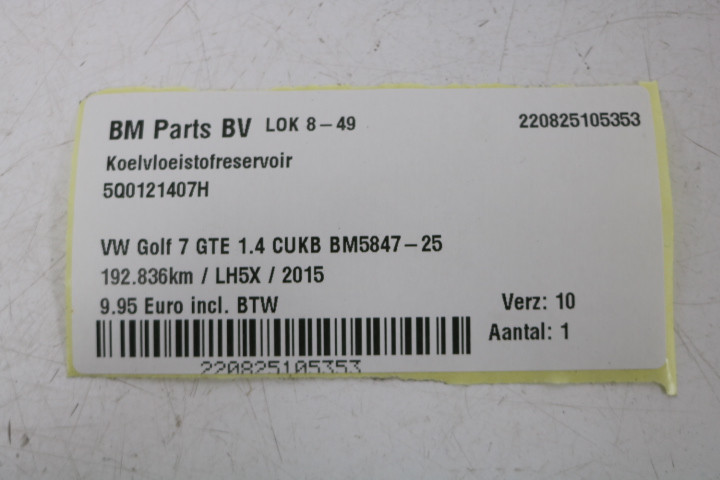 BM Parts BV LOK 8-49 220825105353
Koelvloeistofreservoir
5Q0121407H
VW Golf 7 GTE 1.4 CUKB BM5847-25
192.836km / LH5X / 2015
9.95 Euro incl. BTW Verz: 10
Aantal: 1
220825105353